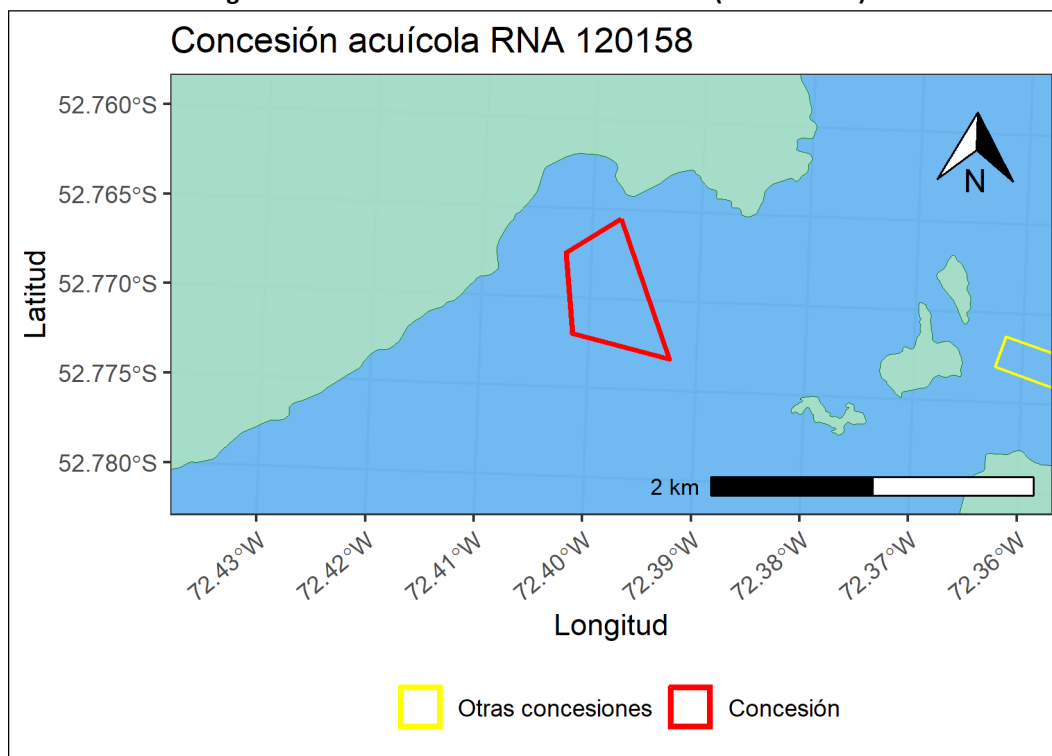 Concesión acuícola RNA 120158
52.760°S
52.765°S
52.770°S
52.775°S
52.780°S
Latitud
N
2 km
72.43°W
72.42°W
72.41°W
72.40°W
72.39°W
72.38°W
72.37°W
72.36°W
Longitud
Otras concesiones
Concesión